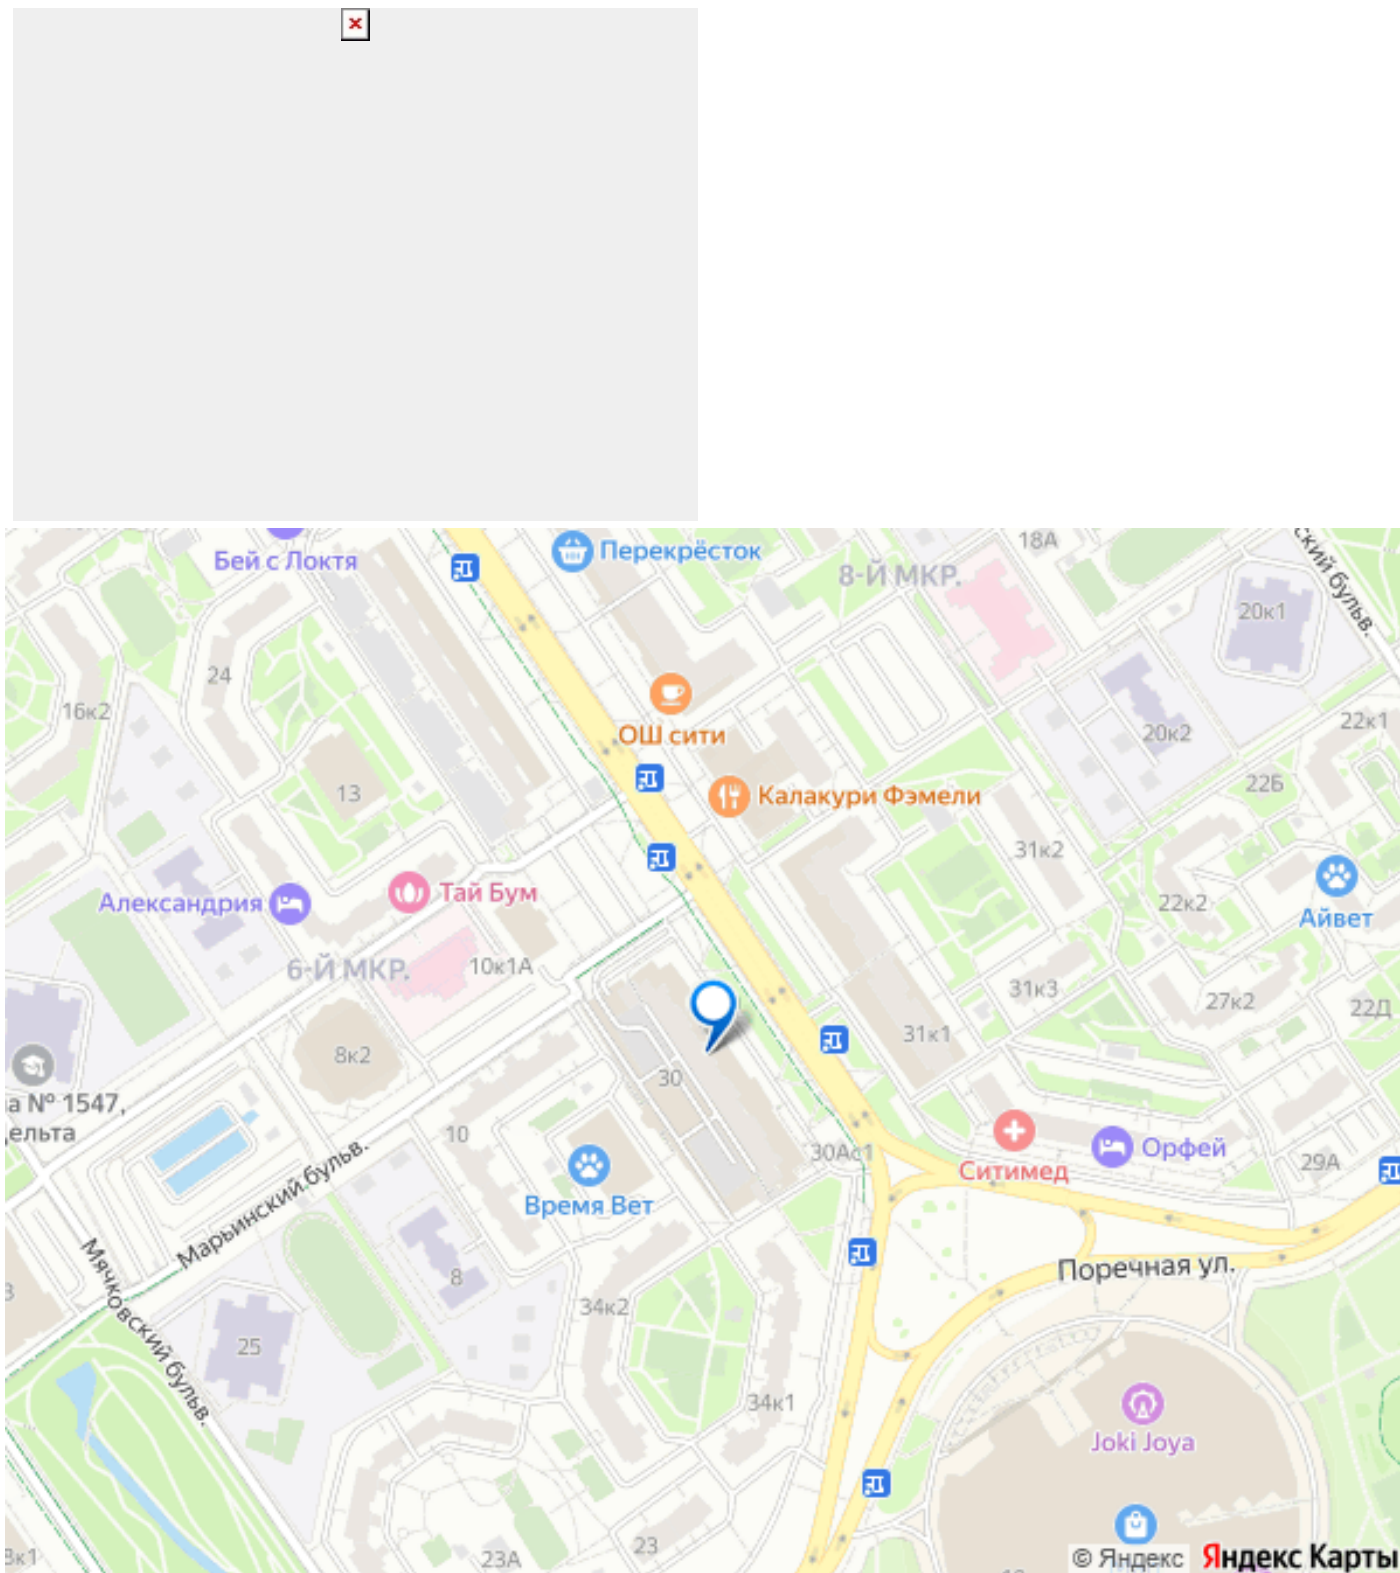 Бей с Локтя
Перекрёсток
18А
8-Й МКР.
ский бульв.
20к1
24
16к2
ОШ сити
20к2
22к1
22Б
13
Калакури Фэмели
31к2
Александрия
Тай Бум
22к2
Айвет
6-Й МКР.
10к1А
31к3
27к2
22Д
8к2
31к1
30
а № 1547,
ельта
10
30Ас1
Ситимед
Орфей
29А
Время Вет
Марьинский бульв.
Мячковский бульв.
Поречная ул.
8
3
34к2
25
34к1
Joki Joya
23
23А
© Яндекс Яндекс Карты